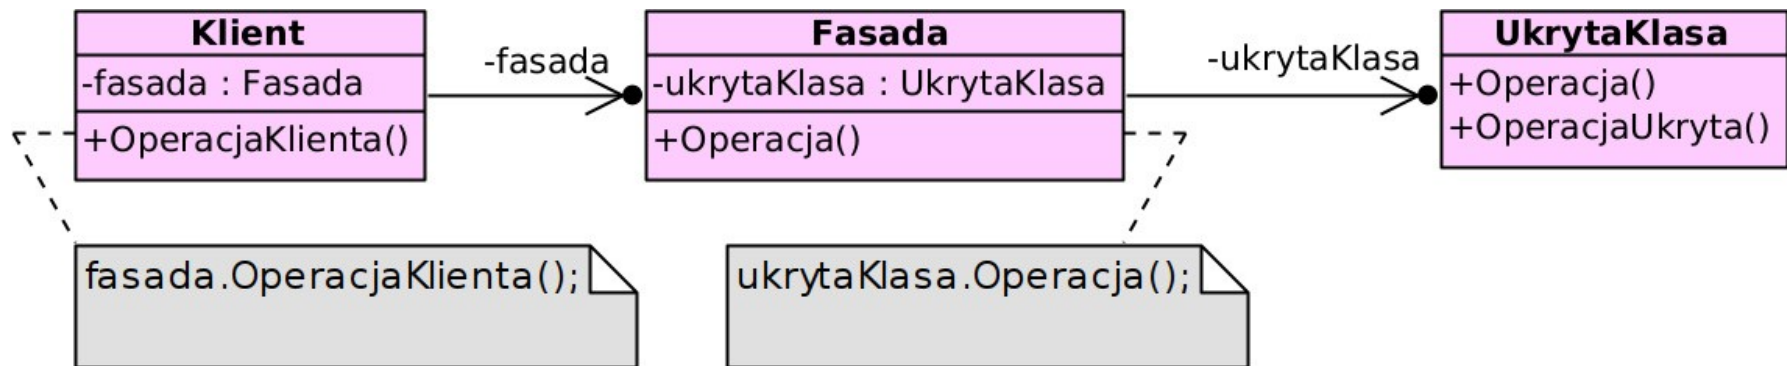 Klient
-fasada : Fasada
+OperacjaKlienta()
-fasada
Fasada
-ukrytaKlasa : UkrytaKlasa
+Operacja()
-ukrytaKlasa
UkrytaKlasa
+Operacja()
+OperacjaUkryta()
fasada.OperacjaKlienta();
ukrytaKlasa.Operacja();